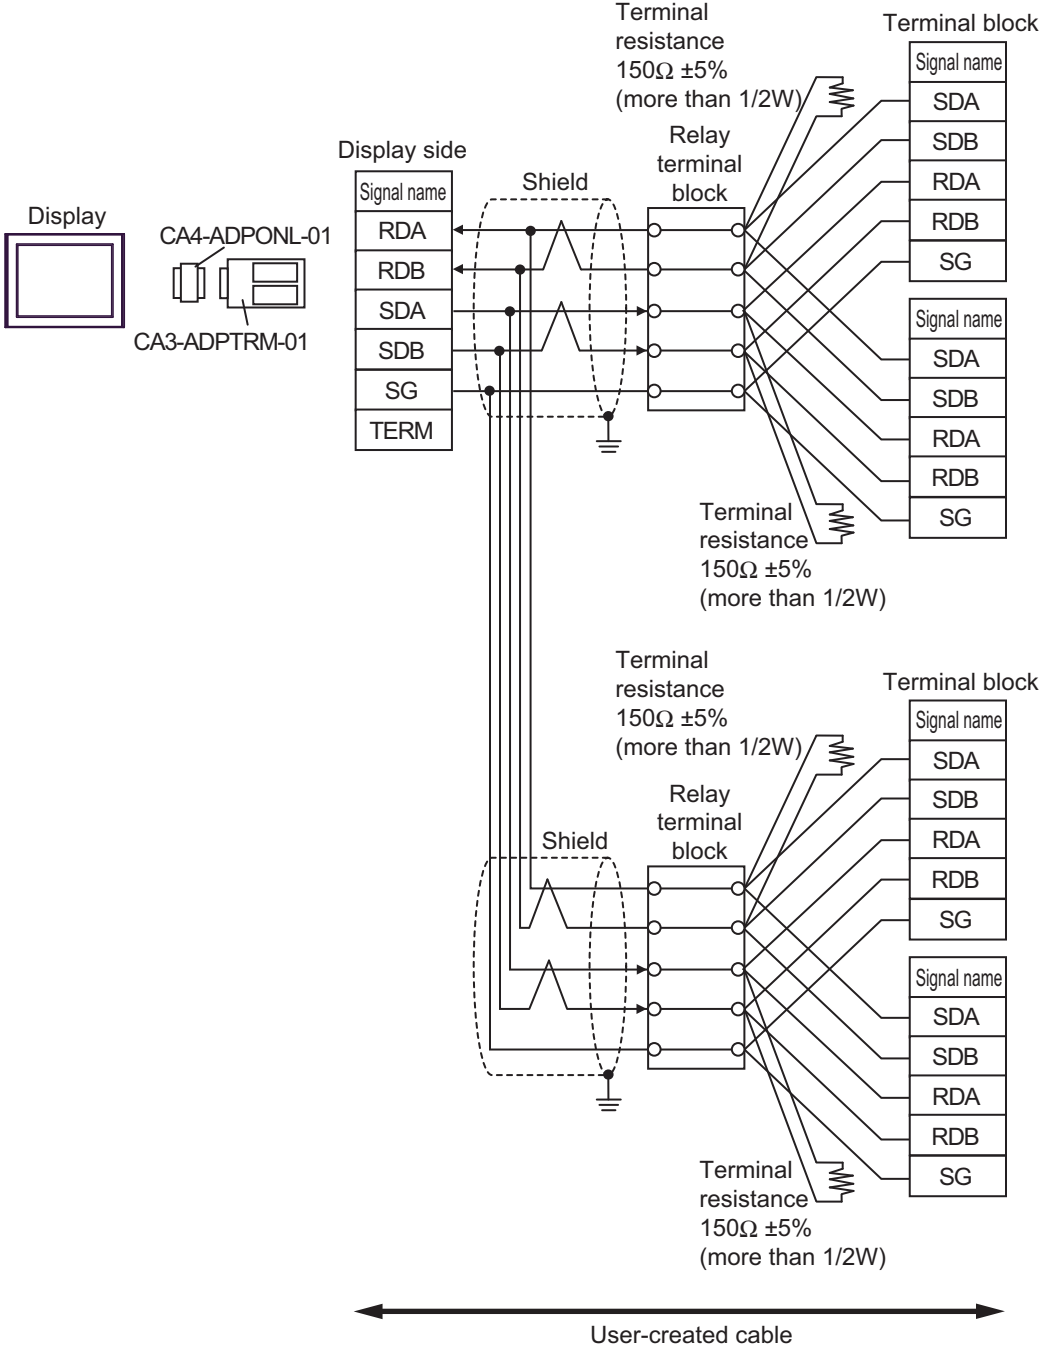 Terminal
resistance
150Ω ±5%
(more than 1/2W)
Terminal block
Signal name
SDA
SDB
RDA
RDB
SG
Relay
terminal
block
Display side
Signal name
RDA
RDB
SDA
SDB
SG
TERM
Shield
Display
CA4-ADPONL-01
CA3-ADPTRM-01
Signal name
SDA
SDB
RDA
RDB
SG
Terminal
resistance
150Ω ±5%
(more than 1/2W)
Terminal
resistance
150Ω ±5%
(more than 1/2W)
Terminal block
Signal name
SDA
SDB
RDA
RDB
SG
Relay
terminal
block
Shield
Signal name
SDA
SDB
RDA
RDB
SG
Terminal
resistance
150Ω ±5%
(more than 1/2W)
User-created cable